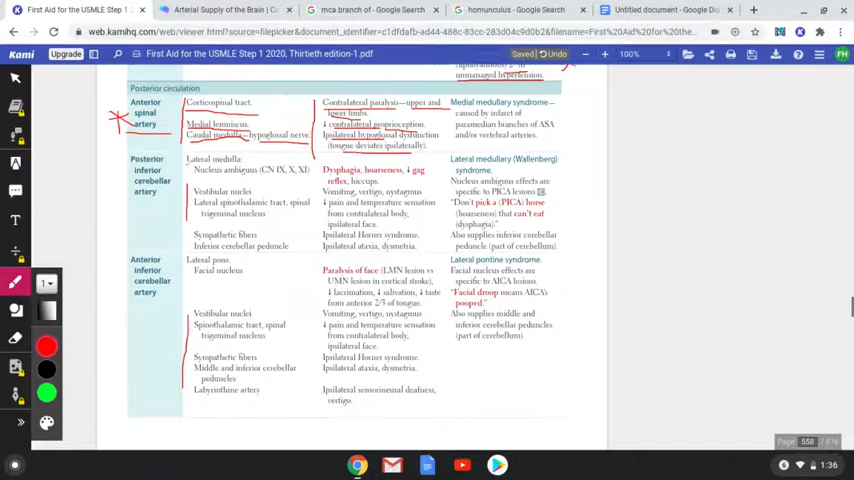 First Aid for the USMLE Step 1
Arterial Supply of the Brain | Ca
mca branch of - Google Search
homunculus - Google Search
Untitled document - Google Do
web.kamihq.com/web/viewer.html?source=filepicker&document_identifier=
Kami
Upgrade
First Aid for the USMLE Step 1 2020, Thirtieth edition-1.pdf
Saved
Undo
100%
FH
unmanaged hypertension.
Posterior circulation
Anterior spinal artery
Corticospinal tract.
Contralateral paralysis—upper and
lower limbs.
Medial medullary syndrome—
caused by infarct of
paramedian branches of ASA
and/or vertebral arteries.
Medial lemniscus.
↓ contralateral proprioception.
Caudal medulla—hypoglossal nerve.
Ipsilateral hypoglossal dysfunction
(tongue deviates ipsilaterally).
Posterior inferior cerebellar artery
Lateral medulla:
Nucleus ambiguus (CN IX, X, XI)
Dysphagia, hoarseness, ↓ gag
reflex, hiccups.
Vestibular nuclei
Vomiting, vertigo, nystagmus
Lateral spinothalamic tract, spinal
trigeminal nucleus
↓ pain and temperature sensation
from contralateral body,
ipsilateral face.
Sympathetic fibers
Ipsilateral Horner syndrome.
Inferior cerebellar peduncle
Ipsilateral ataxia, dysmetria.
Lateral medullary (Wallenberg)
syndrome.
Nucleus ambiguus effects are
specific to PICA lesions
“Don’t pick a (PICA) horse
(hoarseness) that can’t eat
(dysphagia).”
Also supplies inferior cerebellar
peduncle (part of cerebellum).
Anterior inferior cerebellar artery
Lateral pons:
Facial nucleus
Paralysis of face (LMN lesion vs
UMN lesion in cortical stroke),
↓ lacrimation, ↓ salivation, ↓ taste
from anterior 2/3 of tongue.
Vestibular nuclei
Vomiting, vertigo, nystagmus
Spinothalamic tract, spinal
trigeminal nucleus
↓ pain and temperature sensation
from contralateral body,
ipsilateral face.
Sympathetic fibers
Ipsilateral Horner syndrome.
Middle and inferior cerebellar
peduncles
Ipsilateral ataxia, dysmetria.
Labyrinthine artery
Ipsilateral sensorineural deafness,
vertigo.
Lateral pontine syndrome.
Facial nucleus effects are
specific to AICA lesions
“Facial droop means AICA’s
pooped.”
Also supplies middle and
inferior cerebellar peduncles
(part of cerebellum).
Page 558 / 876
1:36